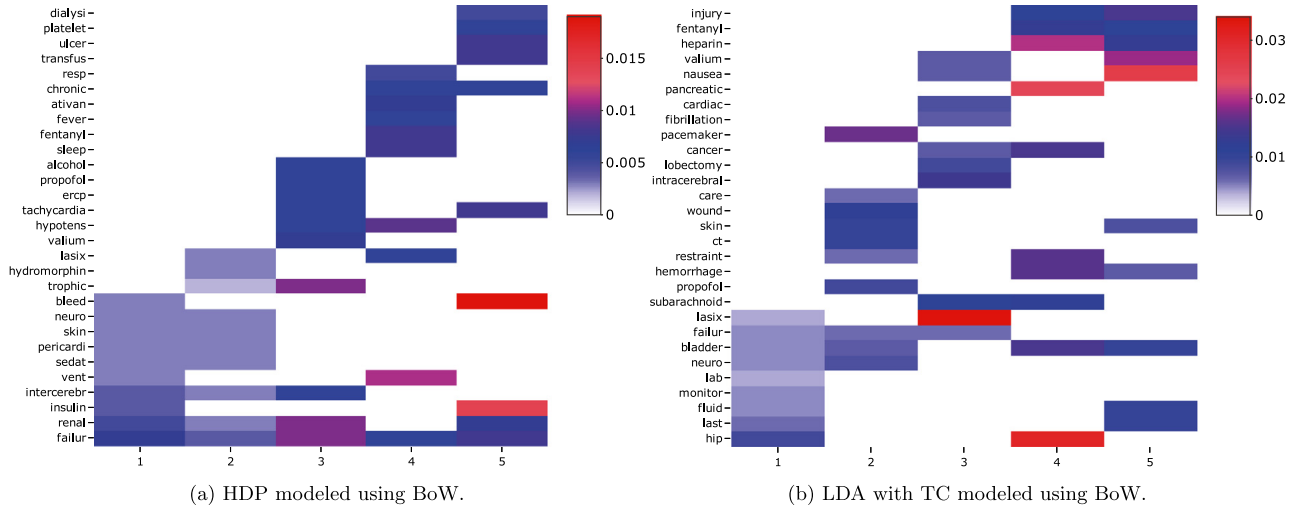 dialysi
platelet
ulcer
transfus
resp
chronic
ativan
fever
fentanyl
sleep
alcohol
propofol
ercp
tachycardia
hypotens
valium
lasix
hydromorphin
trophic
bleed
neuro
skin
pericardi
sedat
vent
intercerebr
insulin
renal
failur
1 2 3 4 5
0.015
0.01
0.005
0
(a) HDP modeled using BoW.
injury
fentanyl
heparin
valium
nausea
pancreatic
cardiac
fibrillation
pacemaker
cancer
lobectomy
intracerebral
care
wound
skin
ct
restraint
hemorrhage
propofol
subarachnoid
lasix
failur
bladder
neuro
lab
monitor
fluid
last
hip
1 2 3 4 5
0.03
0.02
0.01
0
(b) LDA with TC modeled using BoW.